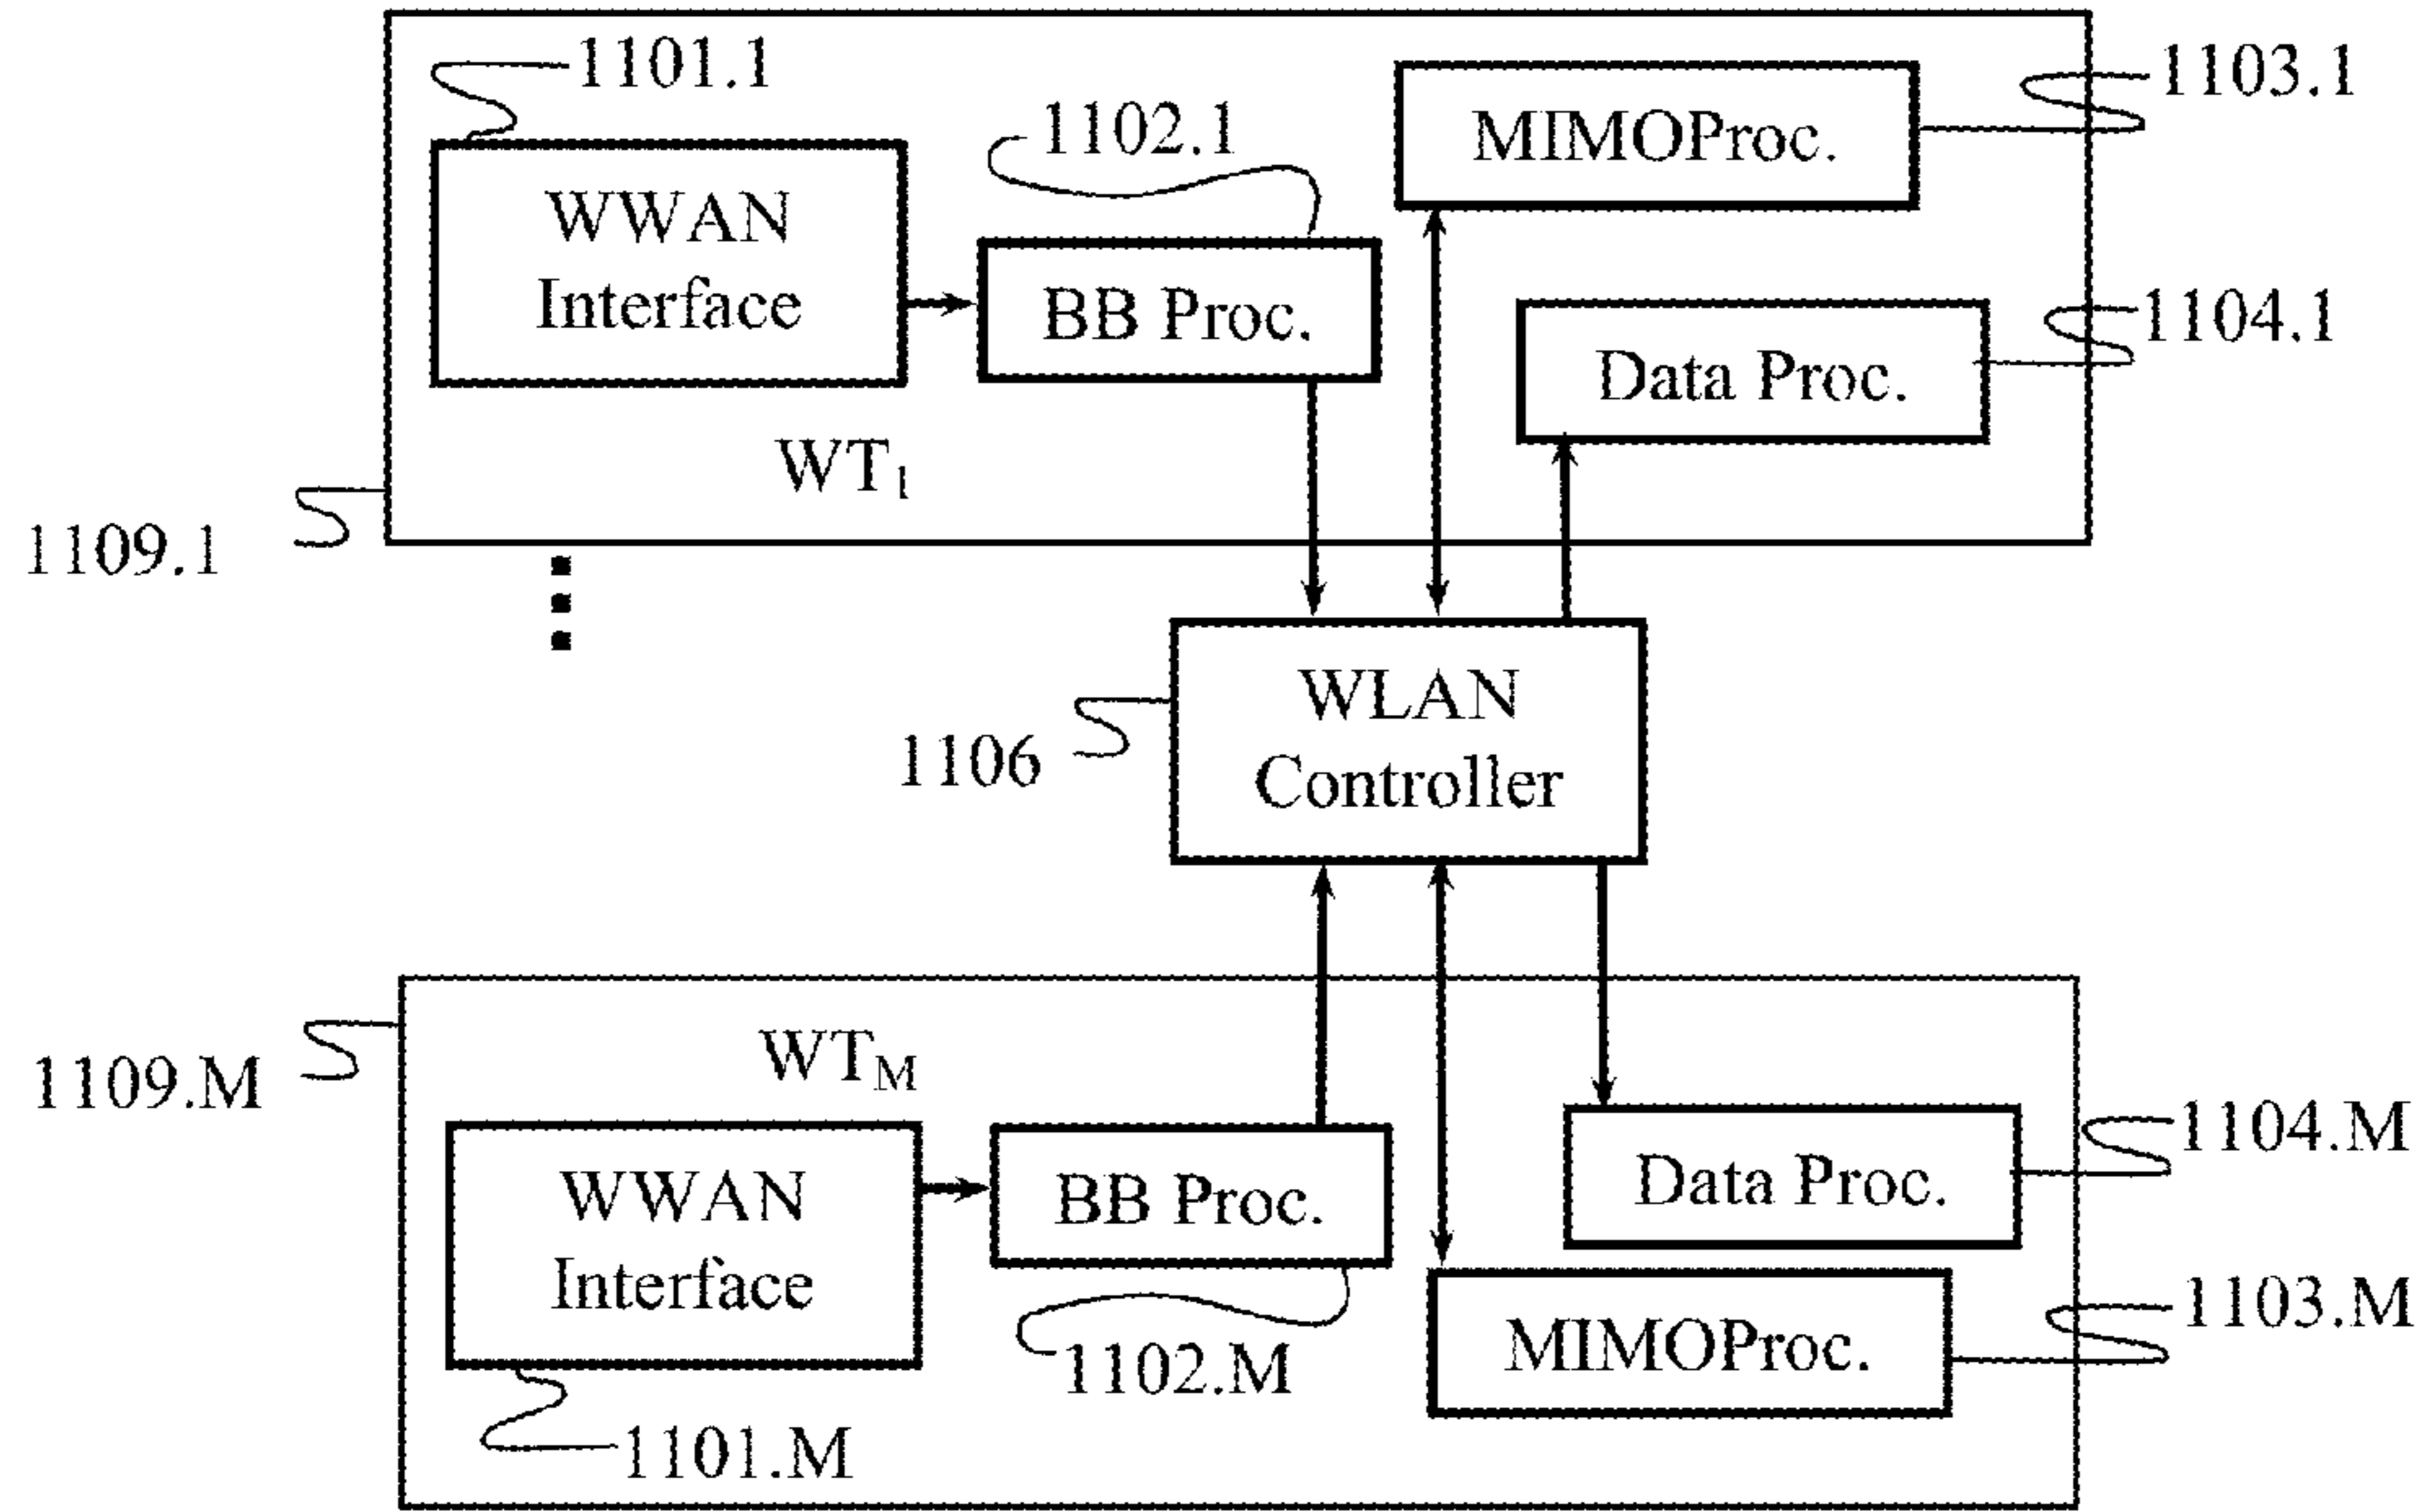 1101.1
1103.1
1102.1
MIMOProc.
WWAN
Interface
BB Proc.
1104.1
Data Proc.
WT1
1109.1
WLAN
Controller
1106
WTM
1109.M
1104.M
WWAN
Interface
BB Proc.
Data Proc.
1103.M
MIMOProc.
1102.M
1101.M